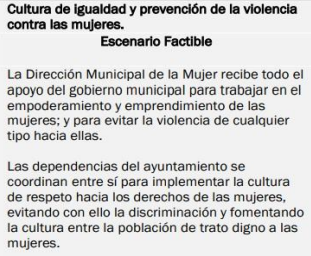 Cultura de igualdad y prevención de la violencia
contra las mujeres.
Escenario Factible
La Dirección Municipal de la Mujer recibe todo el
apoyo del gobierno municipal para trabajar en el
empoderamiento y emprendimiento de las
mujeres; y para evitar la violencia de cualquier
tipo hacia ellas.
Las dependencias del ayuntamiento se
coordinan entre sí para implementar la cultura
de respeto hacia los derechos de las mujeres,
evitando con ello la discriminación y fomentando
la cultura entre la población de trato digno a las
mujeres.